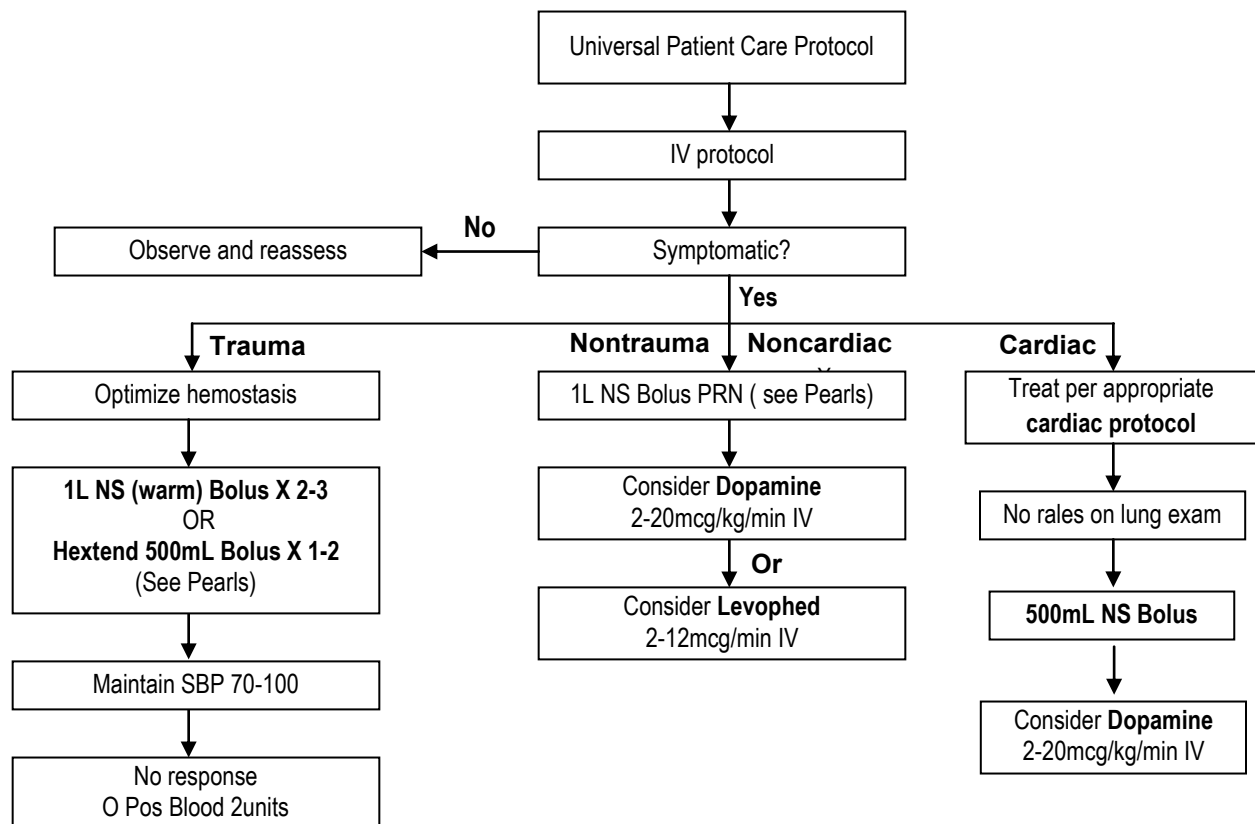 Universal Patient Care Protocol
IV protocol
No
Observe and reassess
Symptomatic?
Yes
Trauma
Optimize hemostasis
1L NS (warm) Bolus X 2-3
OR
Hextend 500mL Bolus X 1-2
(See Pearls)
Maintain SBP 70-100
No response
O Pos Blood 2units
Nontrauma Noncardiac
1L NS Bolus PRN ( see Pearls)
Consider Dopamine
2-20mcg/kg/min IV
Or
Consider Levophed
2-12mcg/min IV
Cardiac
Treat per appropriate
cardiac protocol
No rales on lung exam
500mL NS Bolus
Consider Dopamine
2-20mcg/kg/min IV